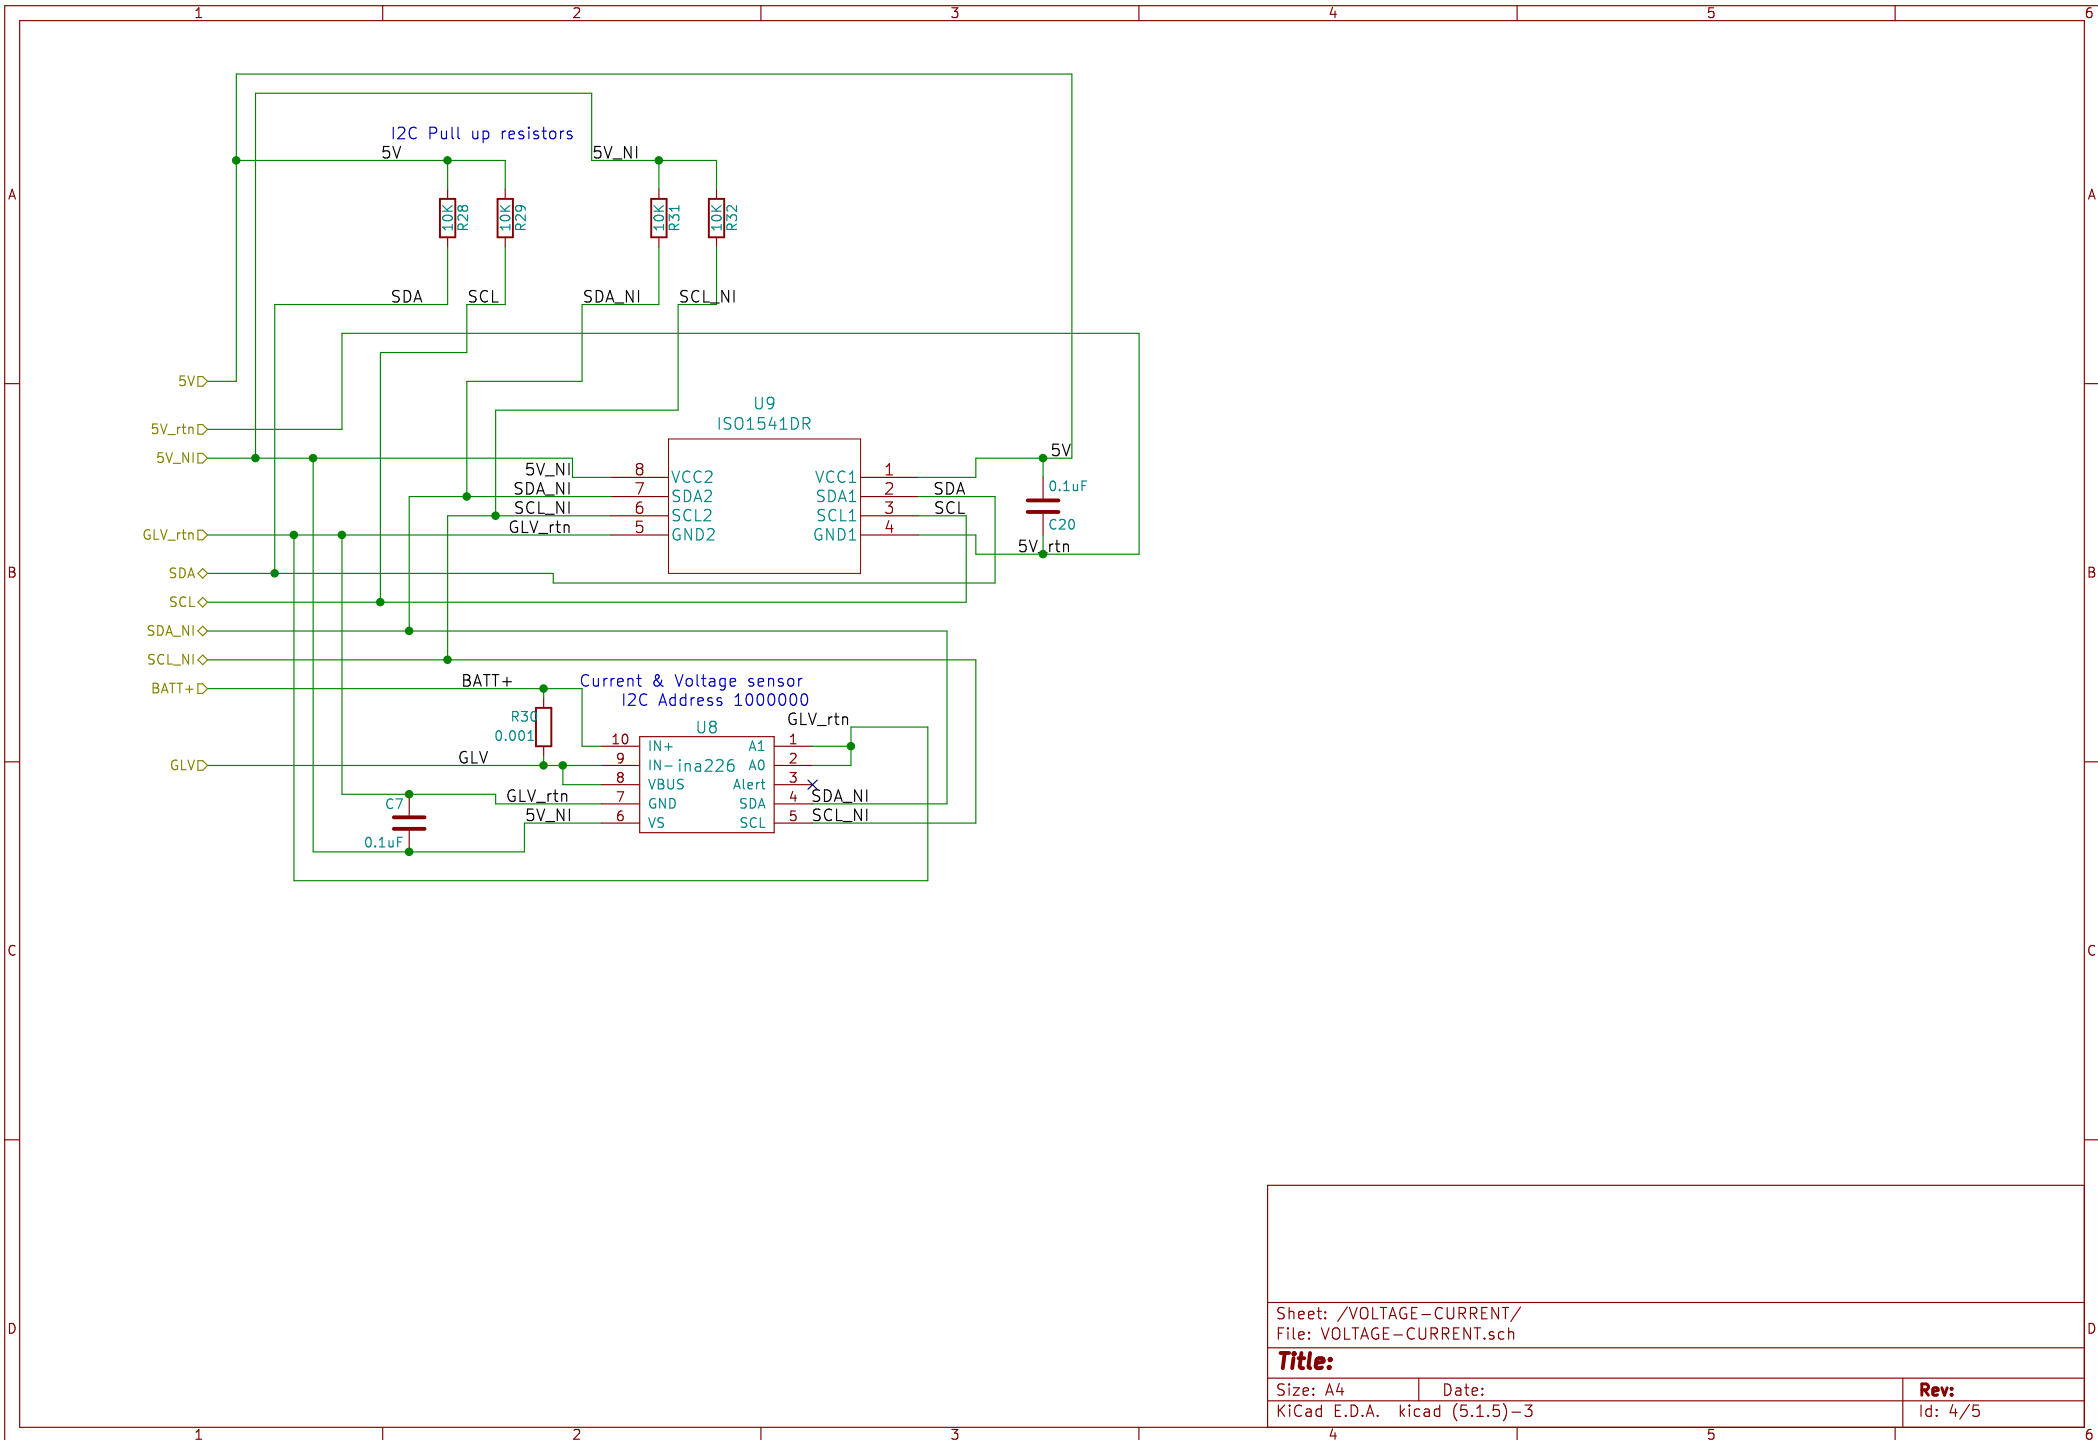 1 2 3 4 5 6
I2C Pull up resistors
5V
5V_NI
A
A
10K
R28
10K
R29
10K
R31
10K
R32
SDA
SCL
SDA_NI
SCL_NI
5V
5V_rtn
5V_NI
GLV_rtn
SDA
SCL
SDA_NI
SCL_NI
BATT+
GLV
U9
ISO1541DR
5V_NI
8
VCC2
VCC1
1
SDA_NI
7
SDA2
SDA1
2
SDA
SCL_NI
6
SCL2
SCL1
3
SCL
GLV_rtn
5
GND2
GND1
4
5V
0.1uF
C20
5V_rtn
B
B
BATT+
Current & Voltage sensor
I2C Address 1000000
R30
0.001
GLV
U8
ina226
GLV_rtn
10
IN+
A1
1
9
IN-
A0
2
8
VBUS
Alert
3
GLV_rtn
7
GND
SDA
4
SDA_NI
5V_NI
6
VS
SCL
5
SCL_NI
C7
0.1uF
C
C
D
D
Sheet: /VOLTAGE-CURRENT/
File: VOLTAGE-CURRENT.sch
Title:
Size: A4
Date:
Rev:
KiCad E.D.A. kicad (5.1.5)-3
Id: 4/5
1 2 3 4 5 6